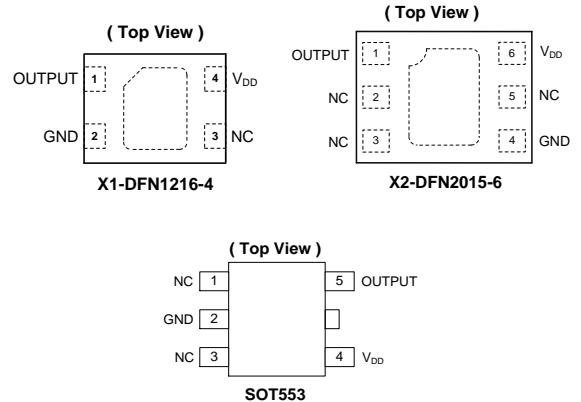 ( Top View )
OUTPUT 1 4 VDD
GND 2 3 NC
X1-DFN1216-4
( Top View )
OUTPUT 1 6 VDD
NC 2 5 NC
NC 3 4 GND
X2-DFN2015-6
( Top View )
NC 1 5 OUTPUT
GND 2
NC 3 4 VDD
SOT553